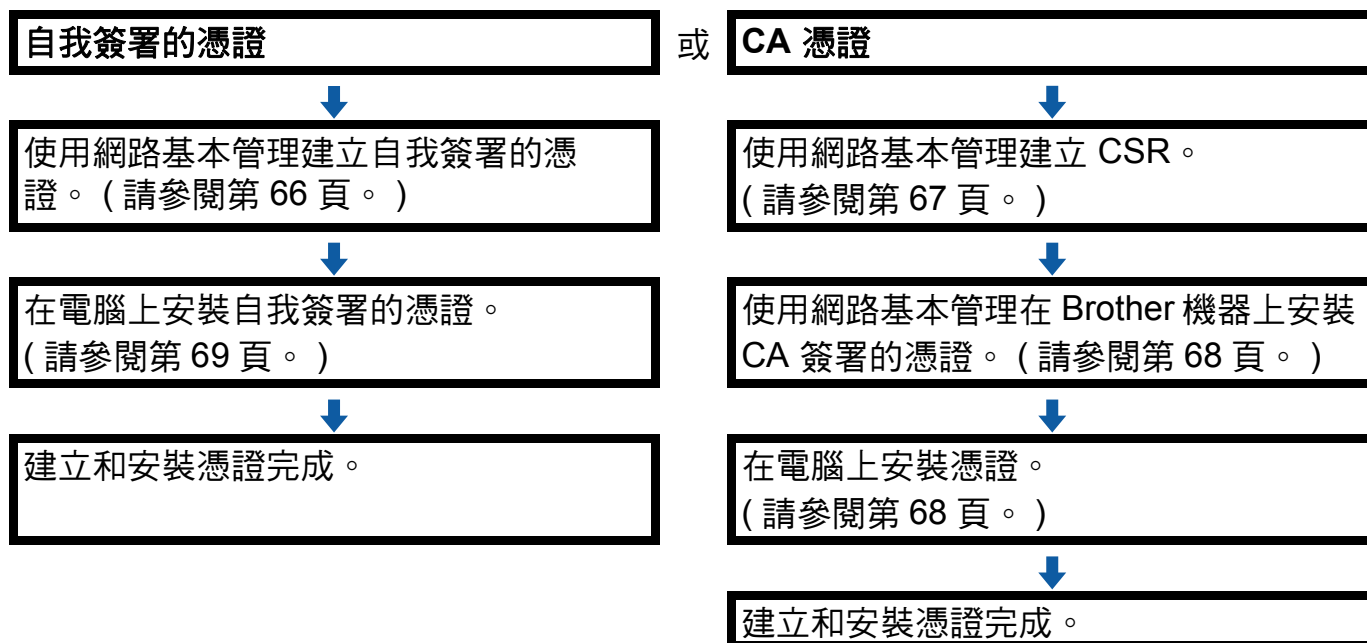 自我簽署的憑證
或
CA 憑證
使用網路基本管理建立自我簽署的憑
證。 ( 請參閱第 66 頁。 )
使用網路基本管理建立 CSR。
( 請參閱第 67 頁。 )
在電腦上安裝自我簽署的憑證。
( 請參閱第 69 頁。 )
使用網路基本管理在 Brother 機器上安裝
CA 簽署的憑證。 ( 請參閱第 68 頁。 )
建立和安裝憑證完成。
在電腦上安裝憑證。
( 請參閱第 68 頁。 )
建立和安裝憑證完成。